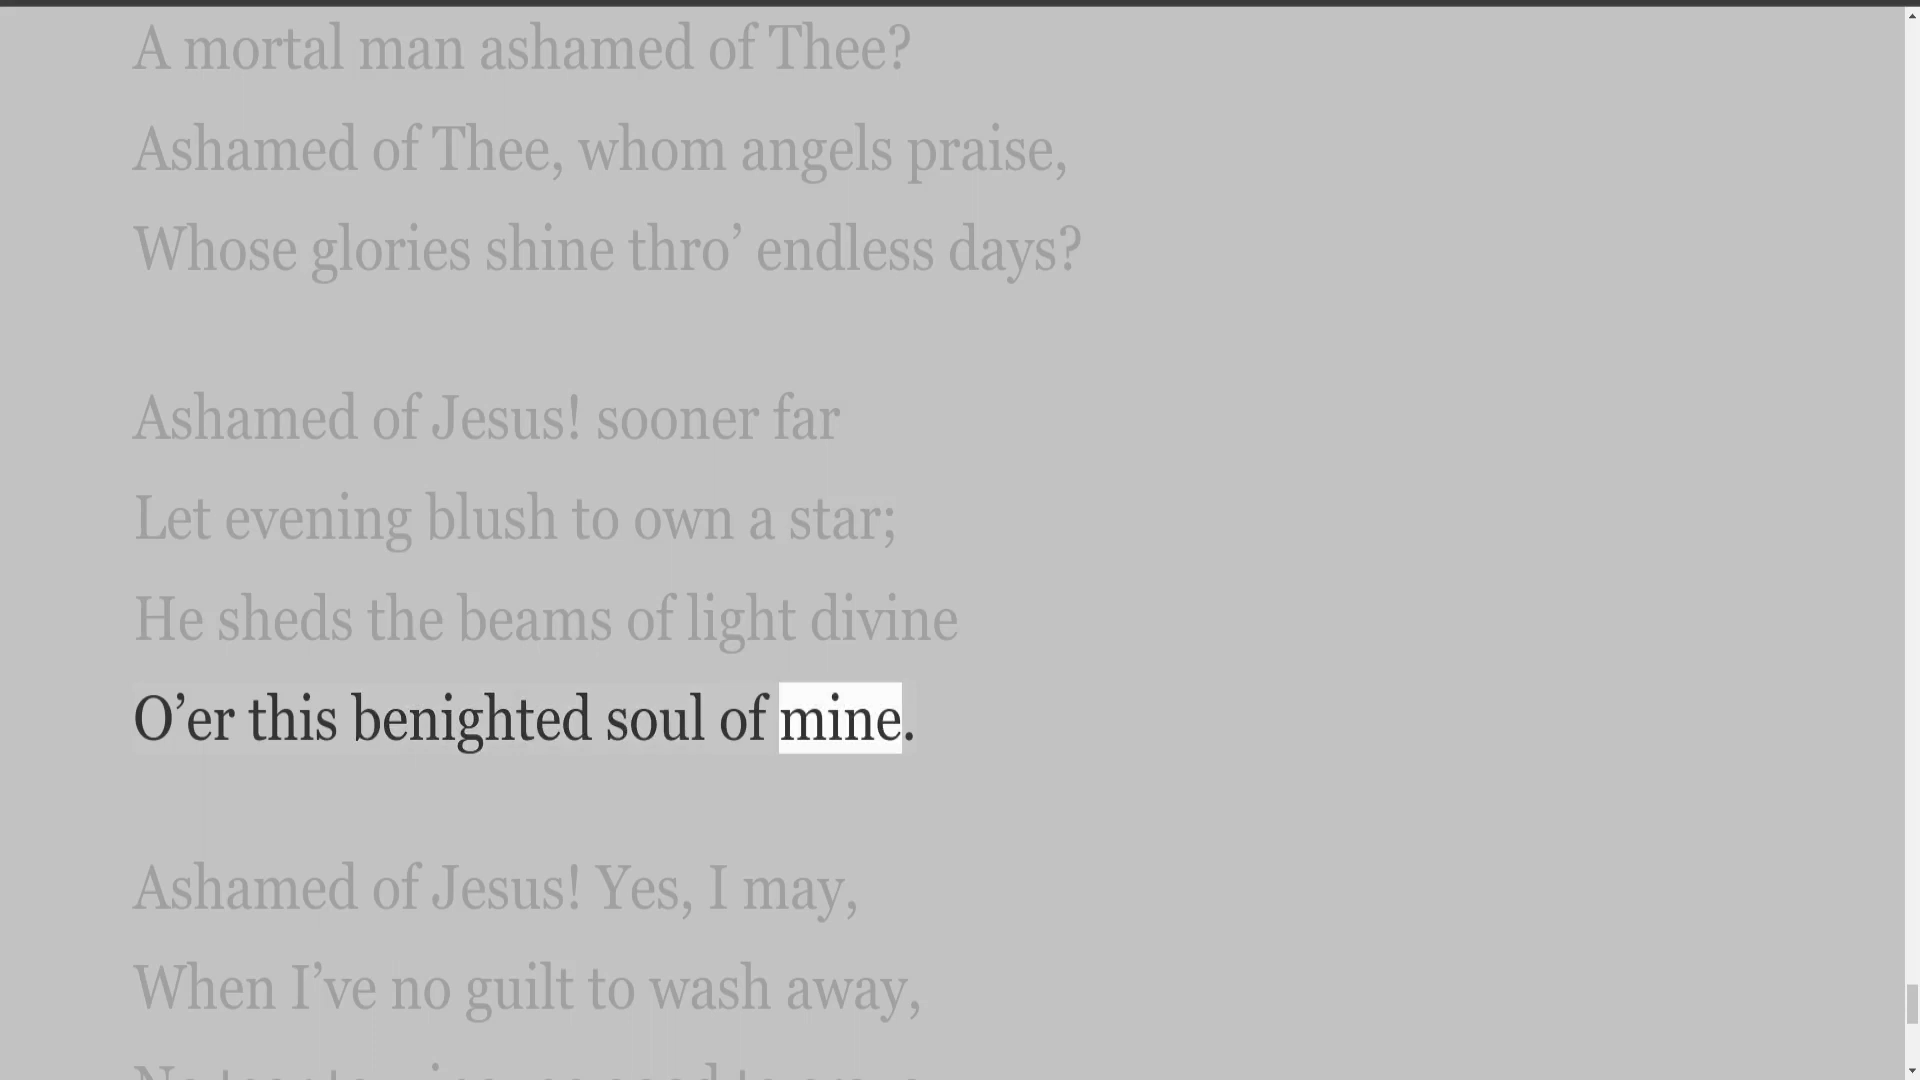 A mortal man ashamed of Thee?
Ashamed of Thee, whom angels praise,
Whose glories shine thro’ endless days?
Ashamed of Jesus! sooner far
Let evening blush to own a star;
He sheds the beams of light divine
O’er this benighted soul of mine.
Ashamed of Jesus! Yes, I may,
When I’ve no guilt to wash away,